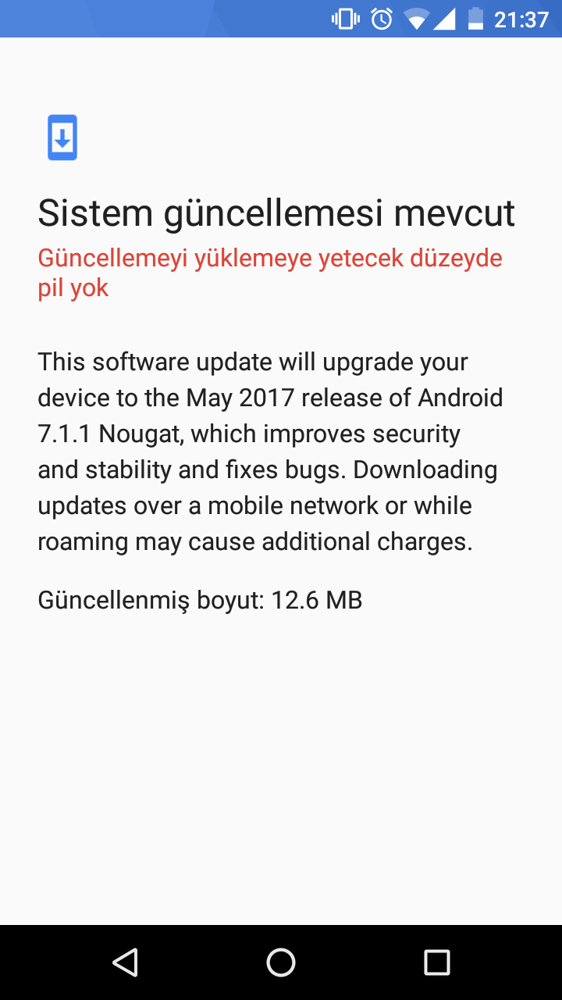 21:37
Sistem güncellemesi mevcut
Güncellemeyi yüklemeye yetecek düzeyde
pil yok
This software update will upgrade your
device to the May 2017 release of Android
7.1.1 Nougat, which improves security
and stability and fixes bugs. Downloading
updates over a mobile network or while
roaming may cause additional charges.
Güncellenmiş boyut: 12.6 MB